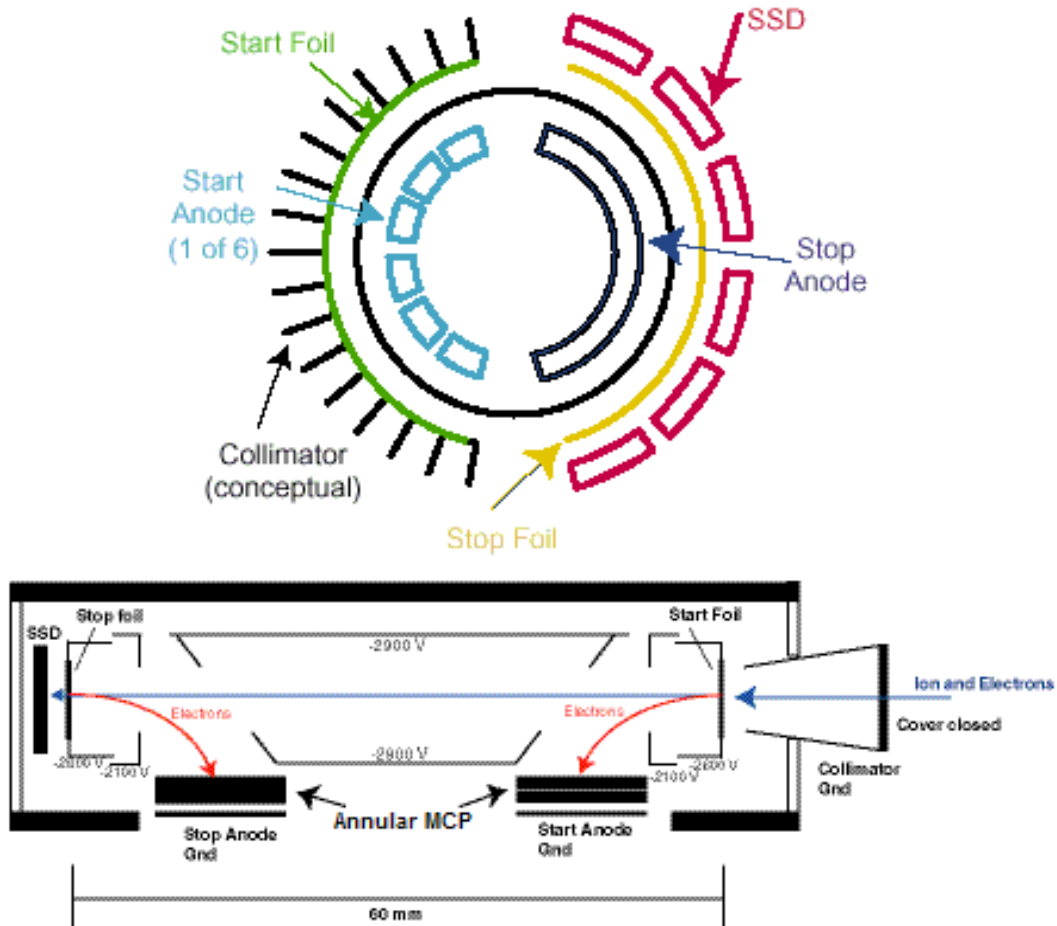 Start Foil
SSD
Start
Anode
(1 of 6)
Stop
Anode
Collimator
(conceptual)
Stop Foil
Stop foil
SSD
-2900 V
Start Foil
Ion and Electrons
Electrons
Electrons
Cover closed
-2900 V
-2600 V
-2100 V
-2100 V
-2600 V
Collimator
Gnd
Annular MCP
Stop Anode
Gnd
Start Anode
Gnd
60 mm